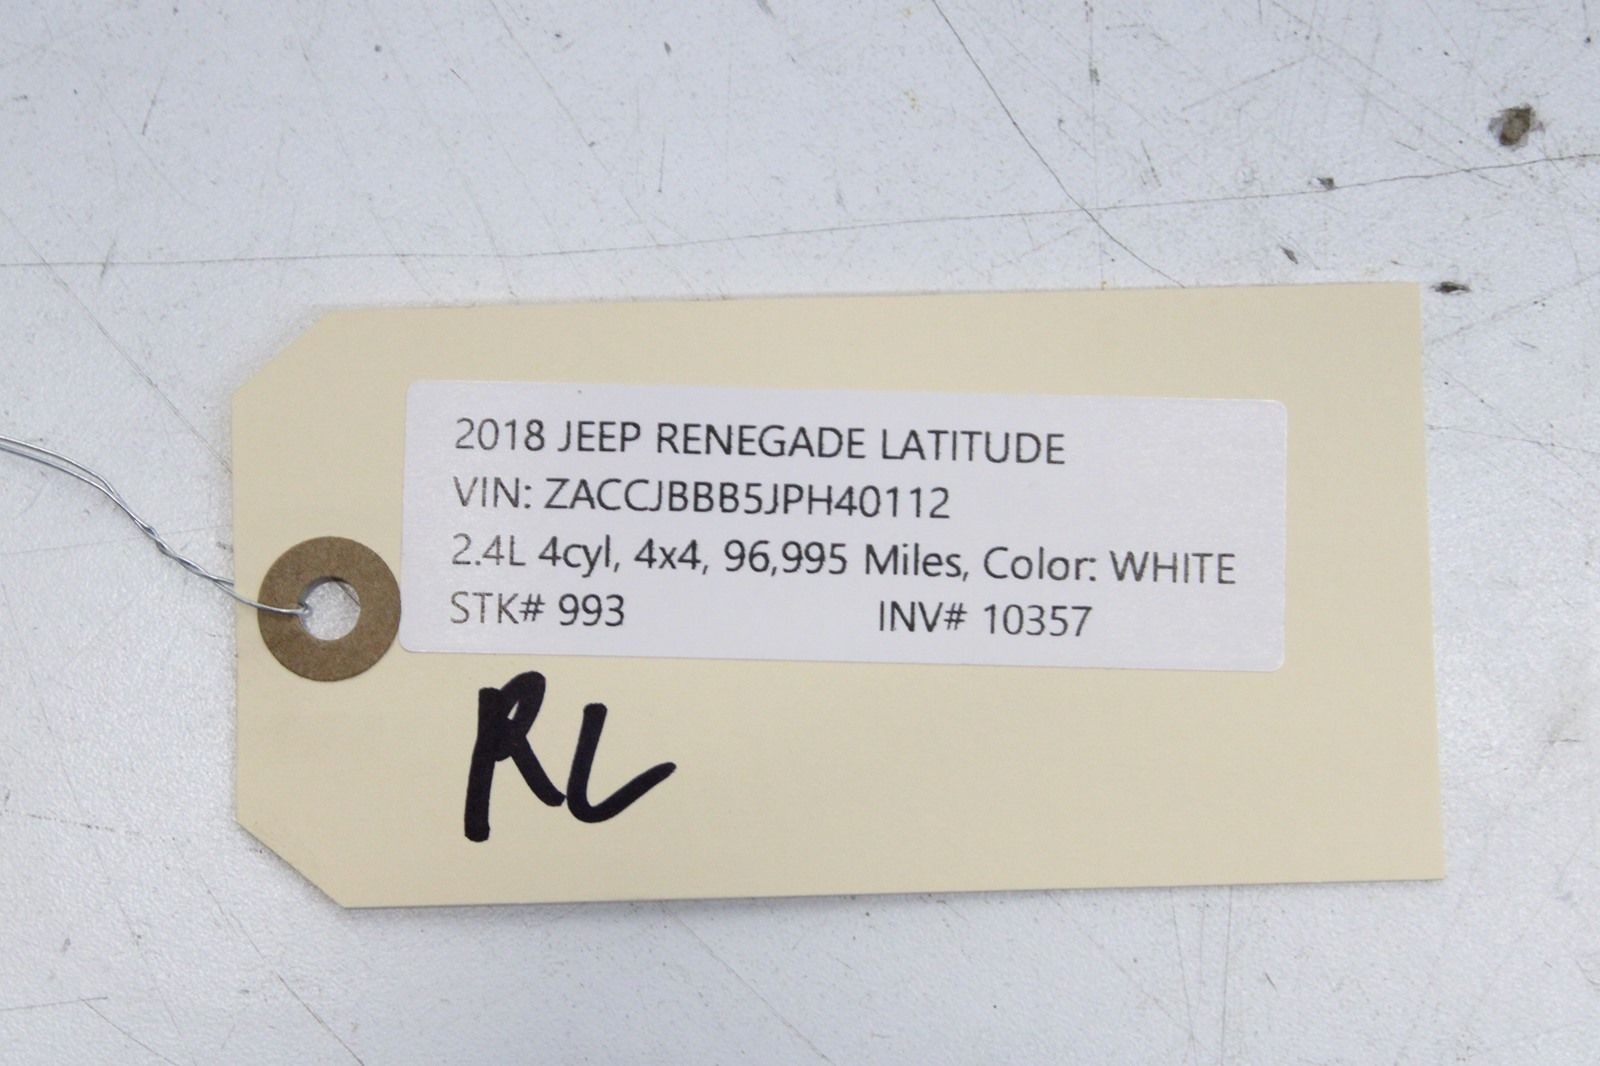 2018 JEEP RENEGADE LATITUDE
VIN: ZACCJBBB5JPH40112
2.4L 4cyl, 4x4, 96,995 Miles, Color: WHITE
STK# 993 INV# 10357
RL